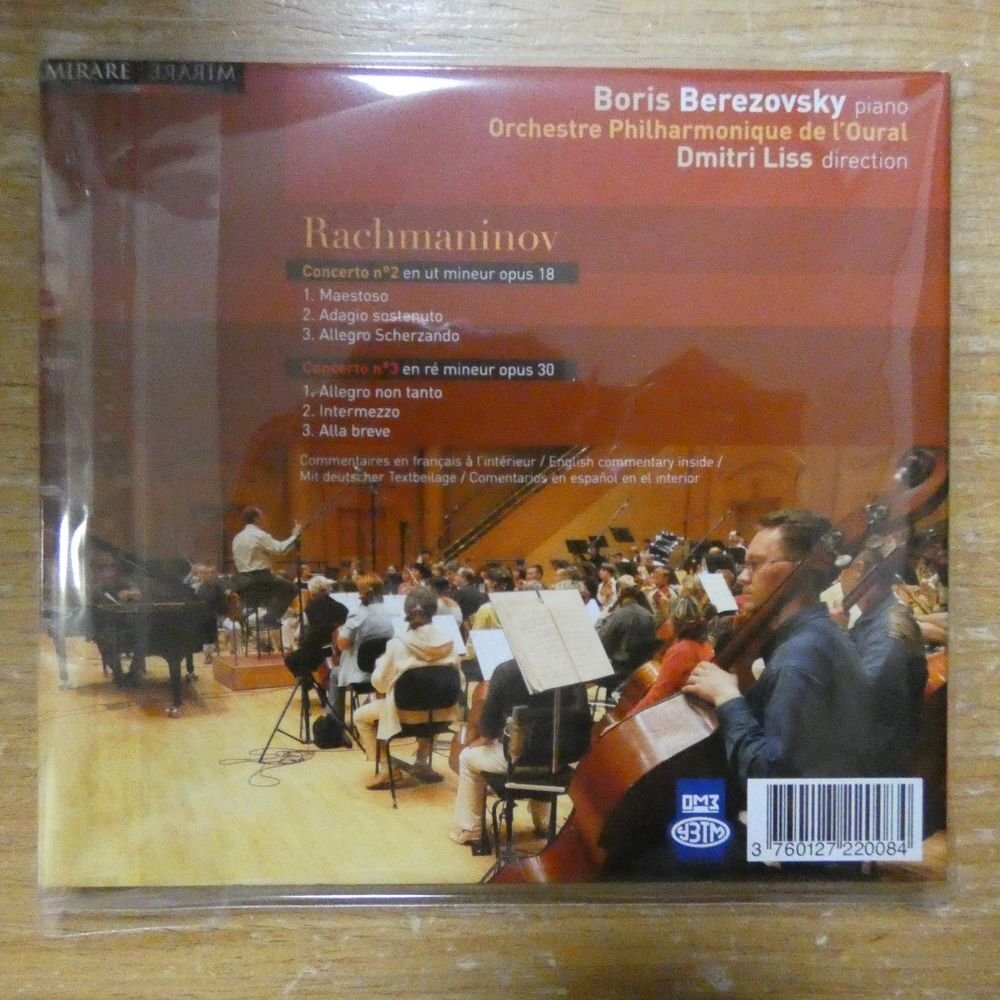 MIRARE MIRARE
Boris Berezovsky piano
Orchestre Philharmonique de l'Oural
Dmitri Liss direction
Rachmaninov
Concerto n°2 en ut mineur opus 18
1. Maestoso
2. Adagio sostenuto
3. Allegro Scherzando
Concerto n°3 en ré mineur opus 30
1. Allegro non tanto
2. Intermezzo
3. Alla breve
Commentaires en français à l'intérieur / English commentary inside /
Mit deutscher Textbeilage / Comentarios en español en el interior
ОМЗ
УЗТМ
3 760127 220084